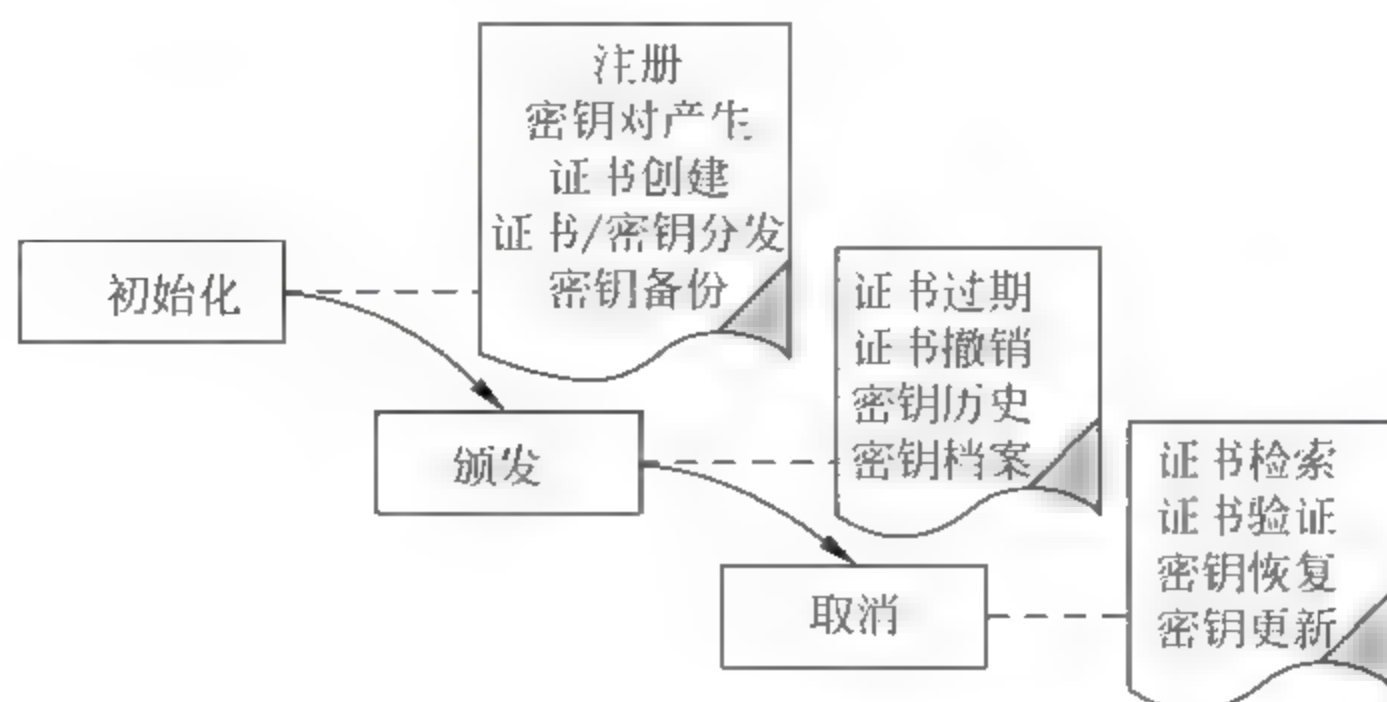 注册
密钥对产生
证书创建
证书/密钥分发
密钥备份
初始化
证书过期
证书撤销
密钥历史
密钥档案
颁发
证书检索
证书验证
密钥恢复
密钥更新
取消